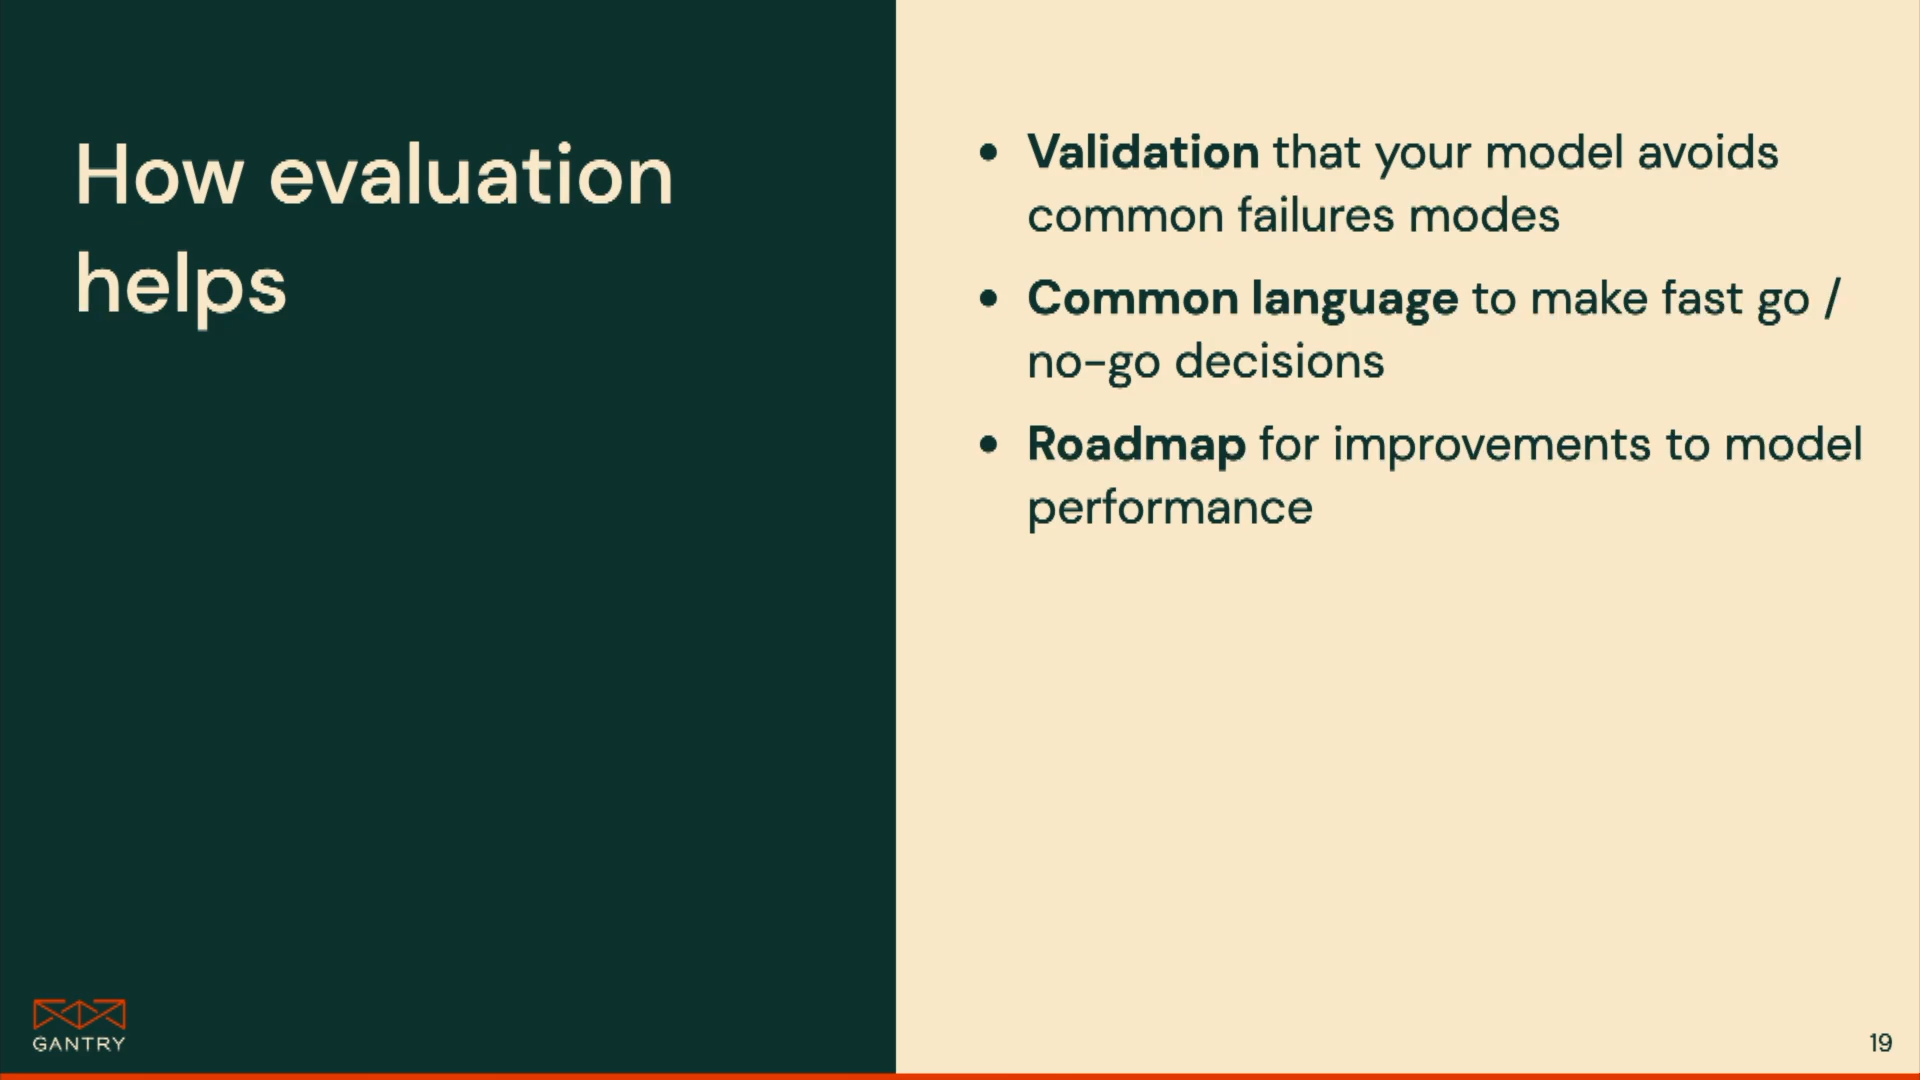 How evaluation
helps
• Validation that your model avoids
common failures modes
• Common language to make fast go /
no-go decisions
• Roadmap for improvements to model
performance
GANTRY
19